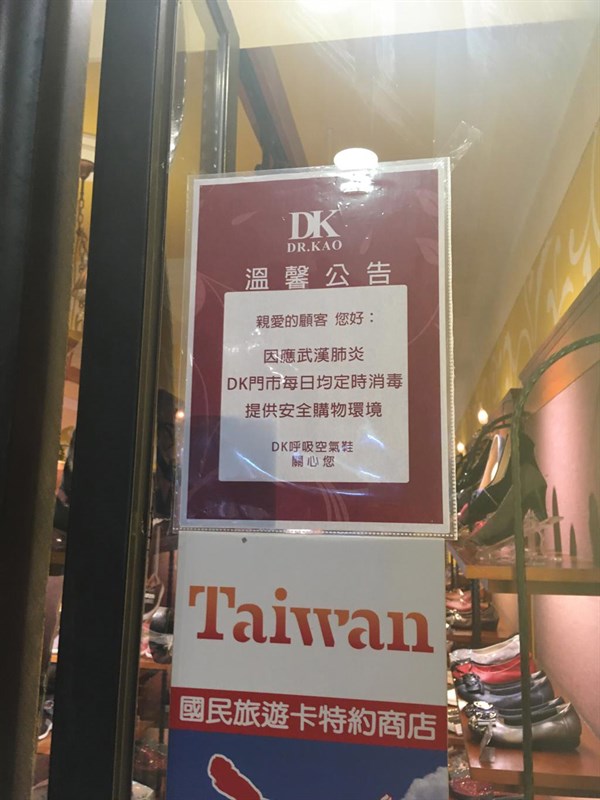 DK
DR.KAO
溫馨公告
親愛的顧客 您好：
因應武漢肺炎
DK門市每日均定時消毒
提供安全購物環境
DK呼吸空氣鞋
關心您
Taiwan
國民旅遊卡特約商店